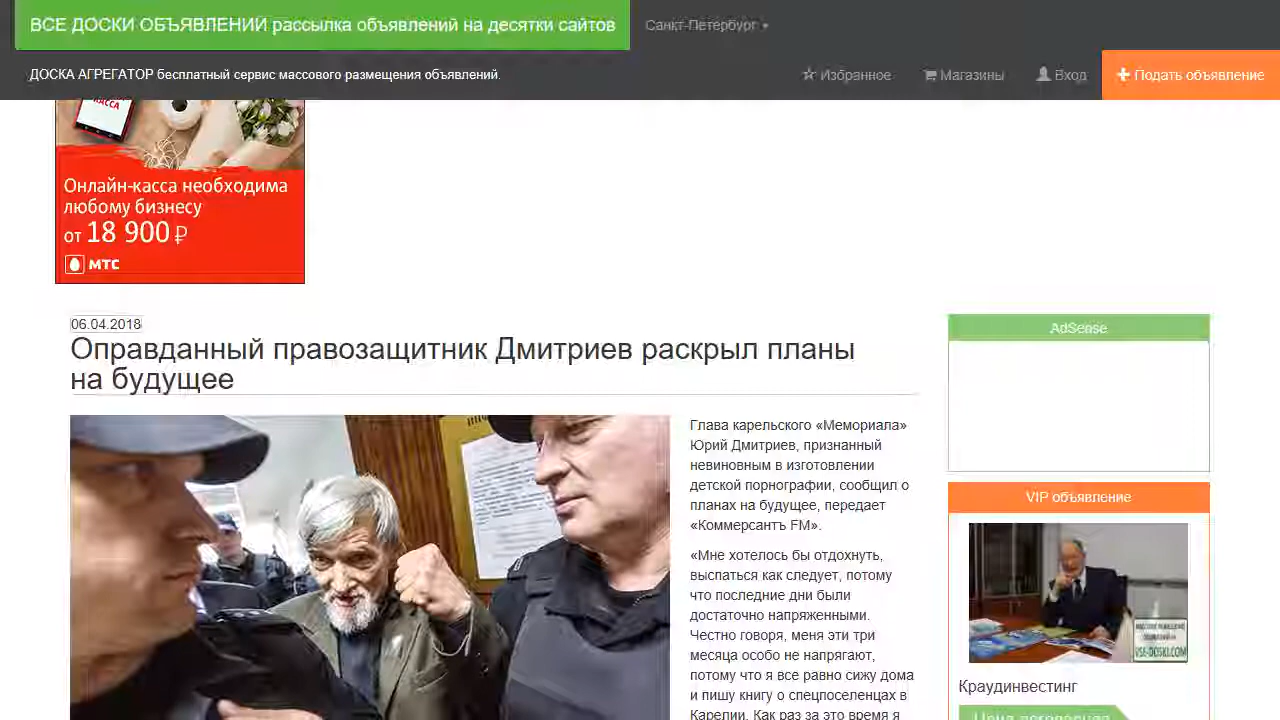 ВСЕ ДОСКИ ОБЪЯВЛЕНИЙ рассылка объявлений на десятки сайтов
Санкт-Петербург
ДОСКА АГРЕГАТОР бесплатный сервис массового размещения объявлений.
Избранное
Магазины
Вход
Подать объявление
КАССА
Онлайн-касса необходима
любому бизнесу
от 18 900 ₽
МТС
06.04.2018
Оправданный правозащитник Дмитриев раскрыл планы
на будущее
Глава карельского «Мемориала»
Юрий Дмитриев, признанный
невиновным в изготовлении
детской порнографии, сообщил о
планах на будущее, передает
«Коммерсантъ FM».
«Мне хотелось бы отдохнуть,
выспаться как следует, потому
что последние дни были
достаточно напряженными.
Честно говоря, меня эти три
месяца особо не напрягают,
потому что я все равно сижу дома
и пишу книгу о спецпоселенцах в
Карелии. Как раз за это время я
AdSense
VIP объявление
VSE-DOSKI.COM
Краудинвестинг
Цена договорная